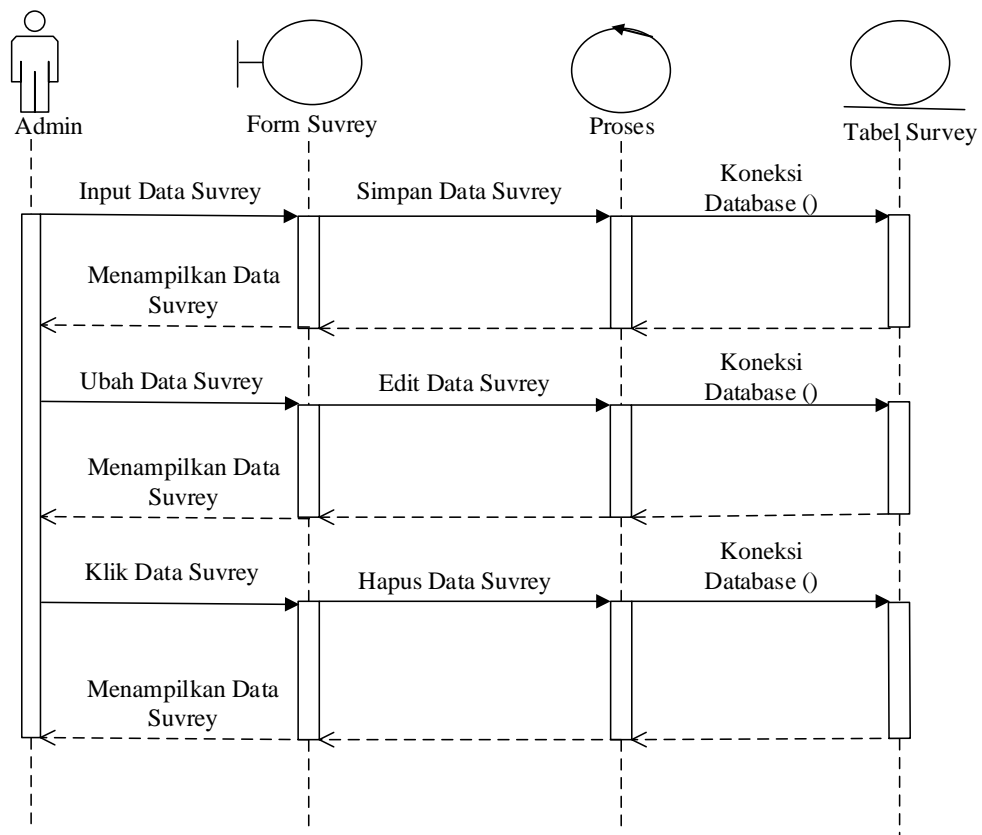 Admin
Form Suvrey
Proses
Tabel Survey
Input Data Suvrey
Simpan Data Suvrey
Koneksi
Database ()
Menampilkan Data
Suvrey
Ubah Data Suvrey
Edit Data Suvrey
Koneksi
Database ()
Menampilkan Data
Suvrey
Klik Data Suvrey
Hapus Data Suvrey
Koneksi
Database ()
Menampilkan Data
Suvrey